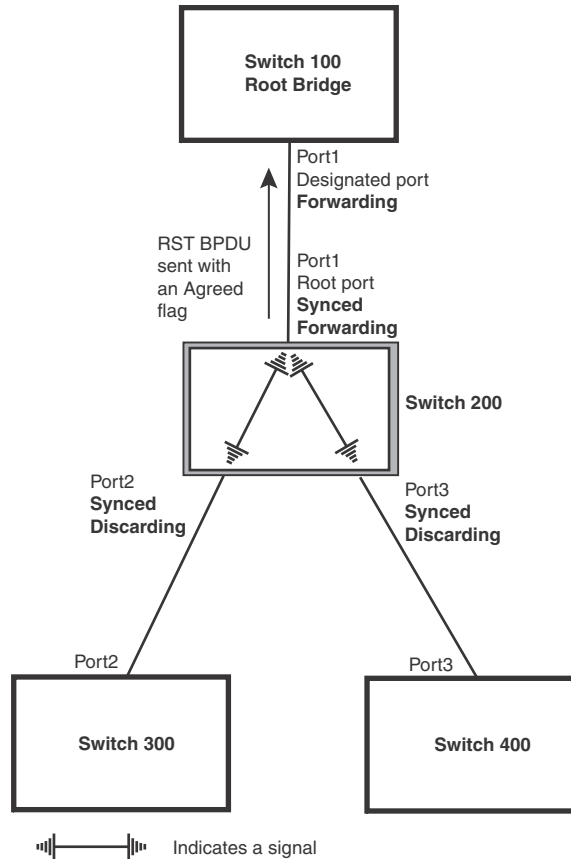 Switch 100
Root Bridge
Port1
Designated port
Forwarding
RST BPDU
sent with
an Agreed
flag
Port1
Root port
Synced
Forwarding
Switch 200
Port2
Synced
Discarding
Port3
Synced
Discarding
Port2
Port3
Switch 300
Switch 400
Indicates a signal